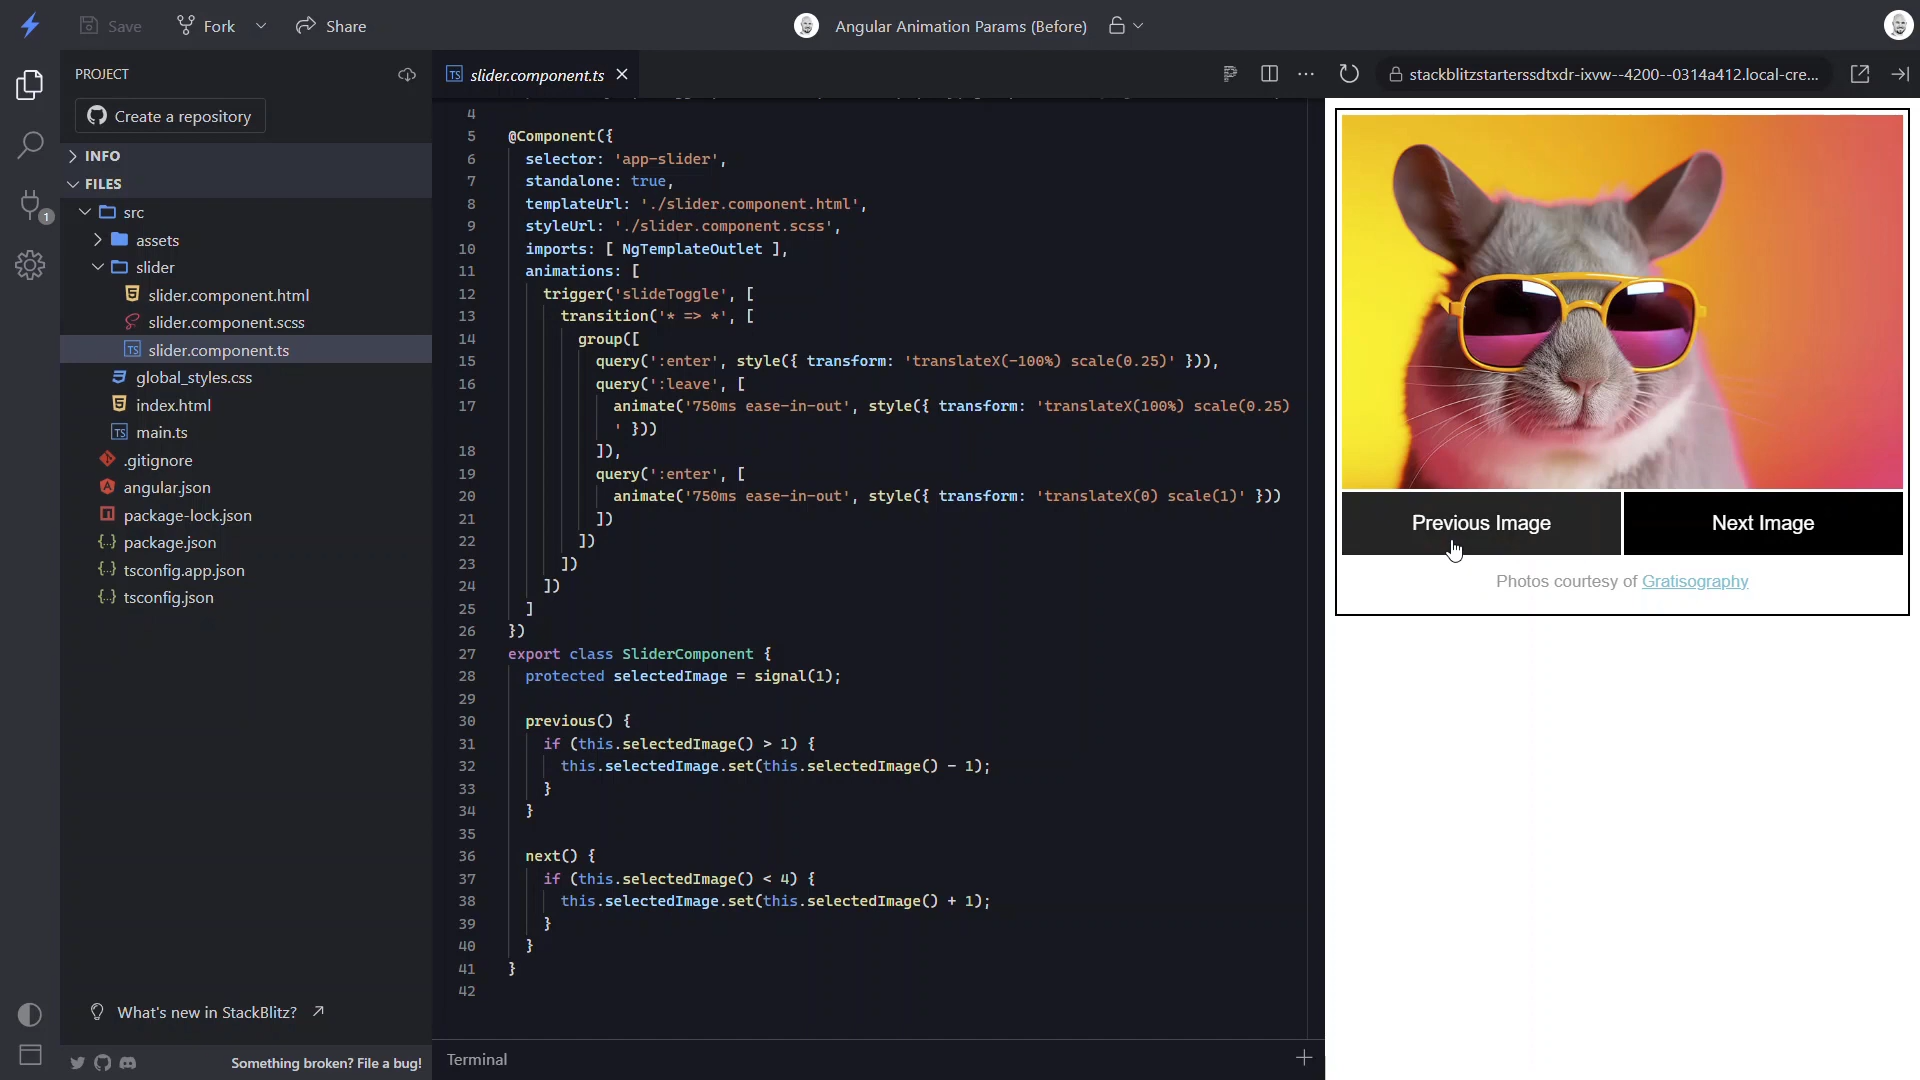 Save
Fork
Share
Angular Animation Params (Before)
PROJECT
Create a repository
INFO
FILES
src
assets
slider
slider.component.html
slider.component.scss
slider.component.ts
global_styles.css
index.html
main.ts
.gitignore
angular.json
package-lock.json
package.json
tsconfig.app.json
tsconfig.json
1
What's new in StackBlitz?
Something broken? File a bug!
TS slider.component.ts
4
5 @Component({
6 selector: 'app-slider',
7 standalone: true,
8 templateUrl: './slider.component.html',
9 styleUrl: './slider.component.scss',
10 imports: [ NgTemplateOutlet ],
11 animations: [
12 trigger('slideToggle', [
13 transition('* => *', [
14 group([
15 query(':enter', style({ transform: 'translateX(-100%) scale(0.25)' })),
16 query(':leave', [
17 animate('750ms ease-in-out', style({ transform: 'translateX(100%) scale(0.25)
' }))
18 ]),
19 query(':enter', [
20 animate('750ms ease-in-out', style({ transform: 'translateX(0) scale(1)' }))
21 ])
22 ])
23 ])
24 ])
25 ]
26 })
27 export class SliderComponent {
28 protected selectedImage = signal(1);
29
30 previous() {
31 if (this.selectedImage() > 1) {
32 this.selectedImage.set(this.selectedImage() - 1);
33 }
34 }
35
36 next() {
37 if (this.selectedImage() < 4) {
38 this.selectedImage.set(this.selectedImage() + 1);
39 }
40 }
41 }
42
Terminal
stackblitzstarterssdtxdr-ixvw--4200--0314a412.local-cre...
Previous Image
Next Image
Photos courtesy of Gratisography